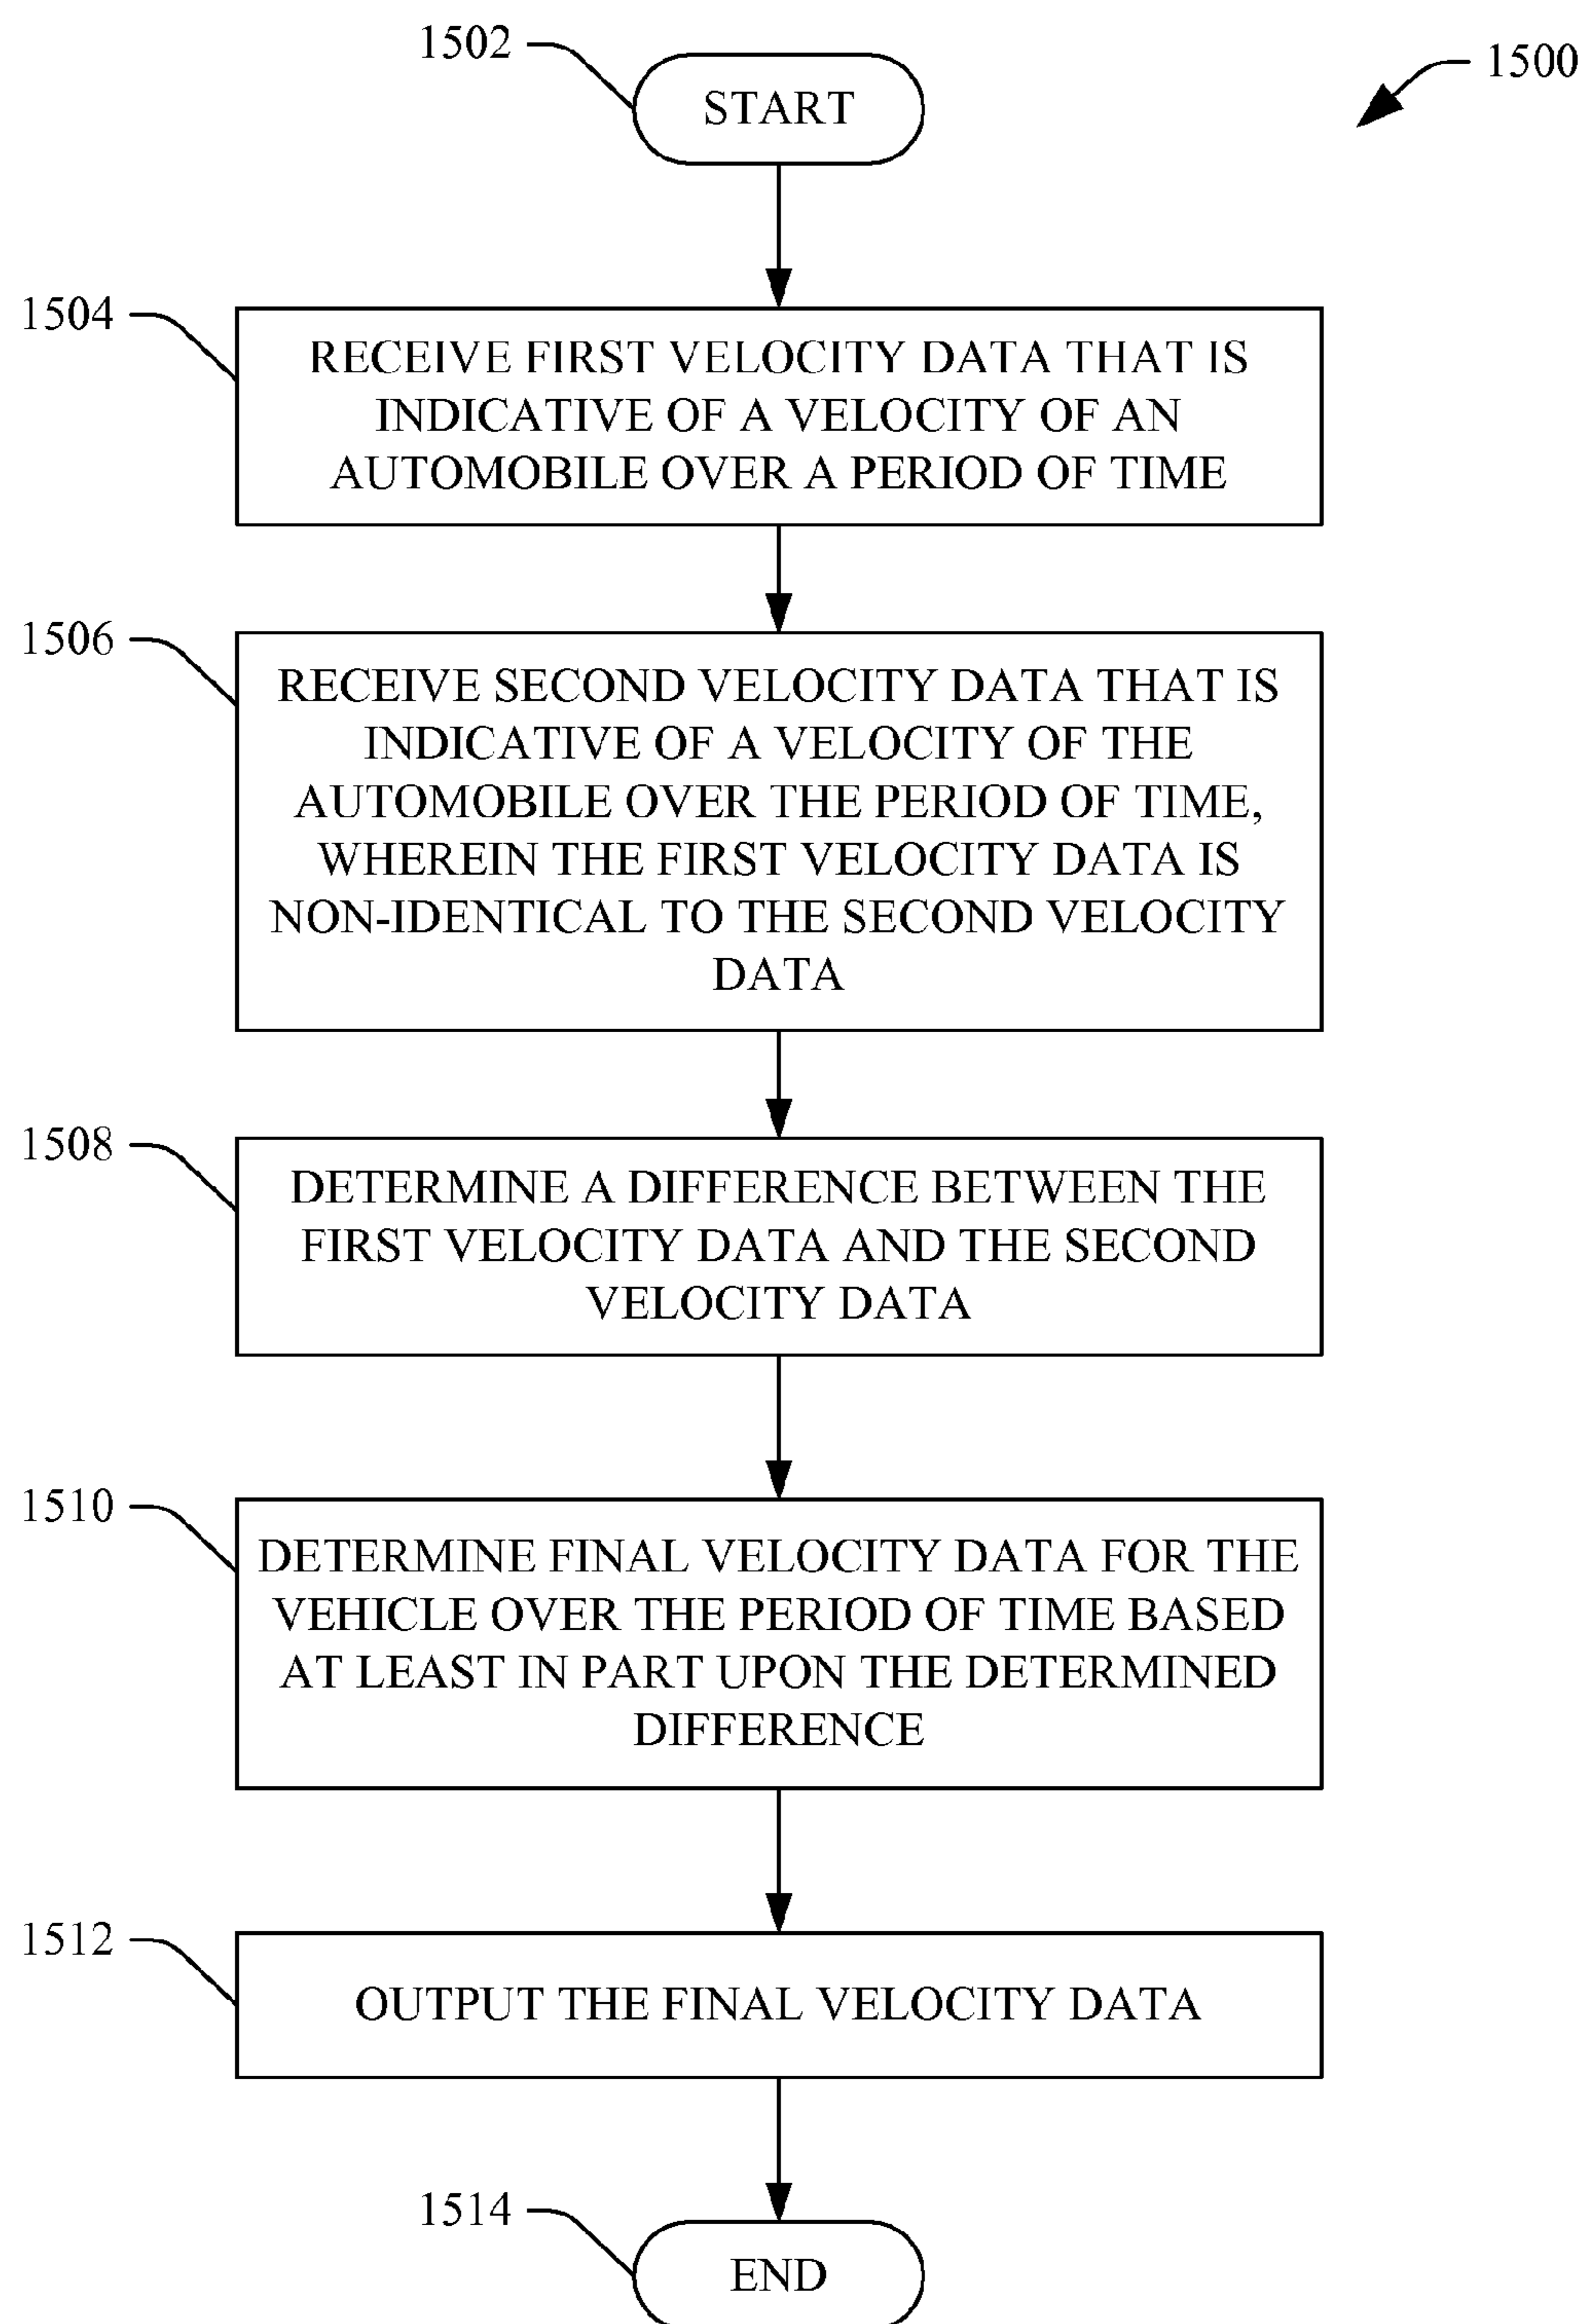 1502
START
1500
1504
RECEIVE FIRST VELOCITY DATA THAT IS
INDICATIVE OF A VELOCITY OF AN
AUTOMOBILE OVER A PERIOD OF TIME
1506
RECEIVE SECOND VELOCITY DATA THAT IS
INDICATIVE OF A VELOCITY OF THE
AUTOMOBILE OVER THE PERIOD OF TIME,
WHEREIN THE FIRST VELOCITY DATA IS
NON-IDENTICAL TO THE SECOND VELOCITY
DATA
1508
DETERMINE A DIFFERENCE BETWEEN THE
FIRST VELOCITY DATA AND THE SECOND
VELOCITY DATA
1510
DETERMINE FINAL VELOCITY DATA FOR THE
VEHICLE OVER THE PERIOD OF TIME BASED
AT LEAST IN PART UPON THE DETERMINED
DIFFERENCE
1512
OUTPUT THE FINAL VELOCITY DATA
1514
END